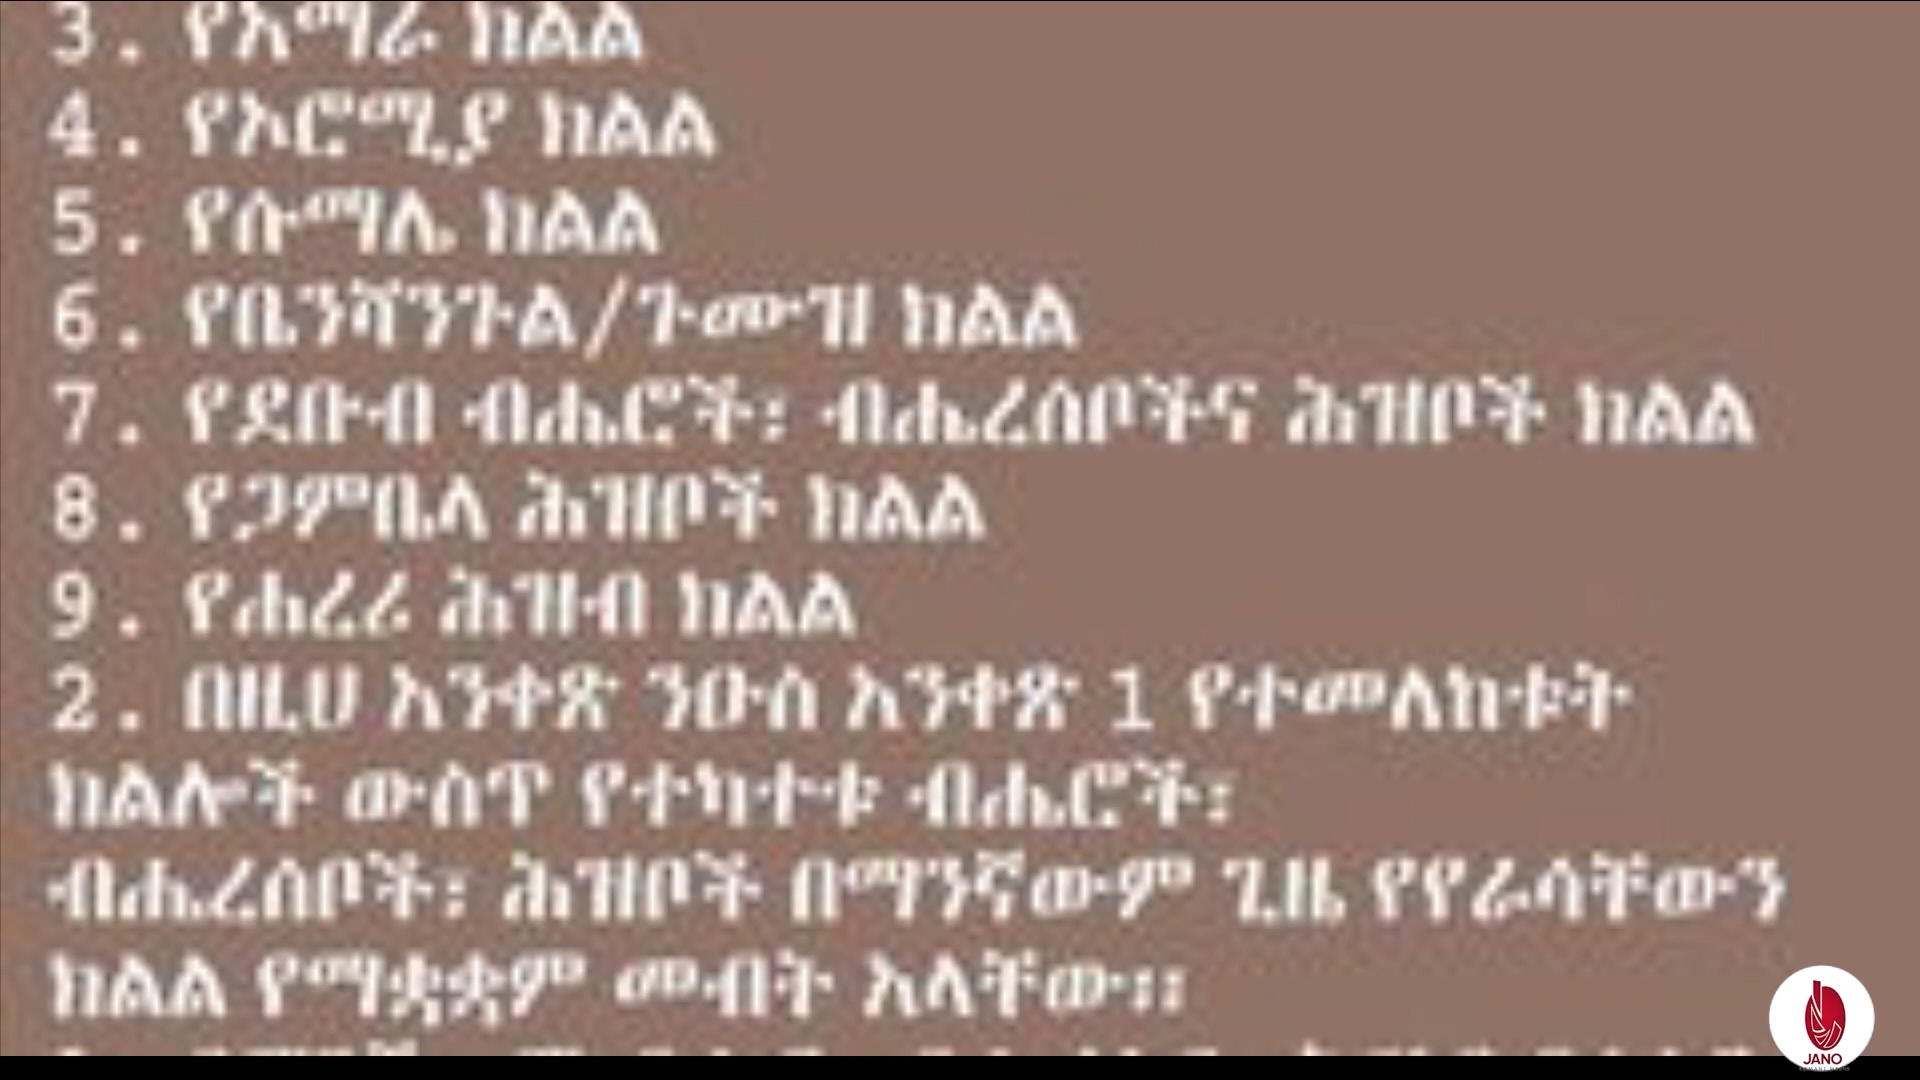 3. የአማራ ክልል
4. የኦሮሚያ ክልል
5. የሱማሌ ክልል
6. የቤንሻንጉል/ጉሙዝ ክልል
7. የደቡብ ብሔሮች፣ ብሔረሰቦችና ሕዝቦች ክልል
8. የጋምቤላ ሕዝቦች ክልል
9. የሐረሪ ሕዝብ ክልል
2. በዚህ አንቀጽ ንዑስ አንቀጽ 1 የተመለከቱት
ክልሎች ውስጥ የተካተቱ ብሔሮች፣
ብሔረሰቦች፣ ሕዝቦች በማንኛውም ጊዜ የየራሳቸውን
ክልል የማቋቋም መብት አላቸው፡፡
JANO